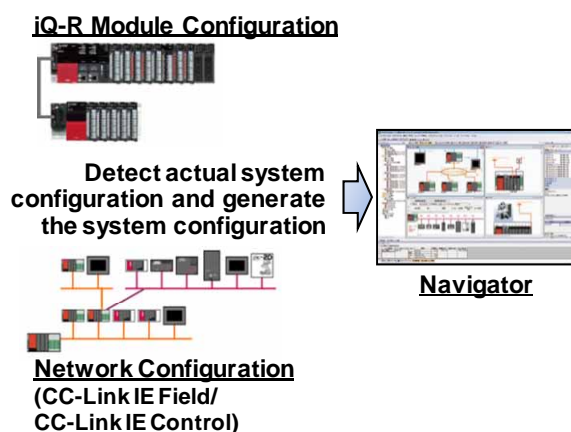 iQ-R Module Configuration
Detect actual system
configuration and generate
the system configuration
Navigator
Network Configuration
(CC-Link IE Field/
CC-Link IE Control)